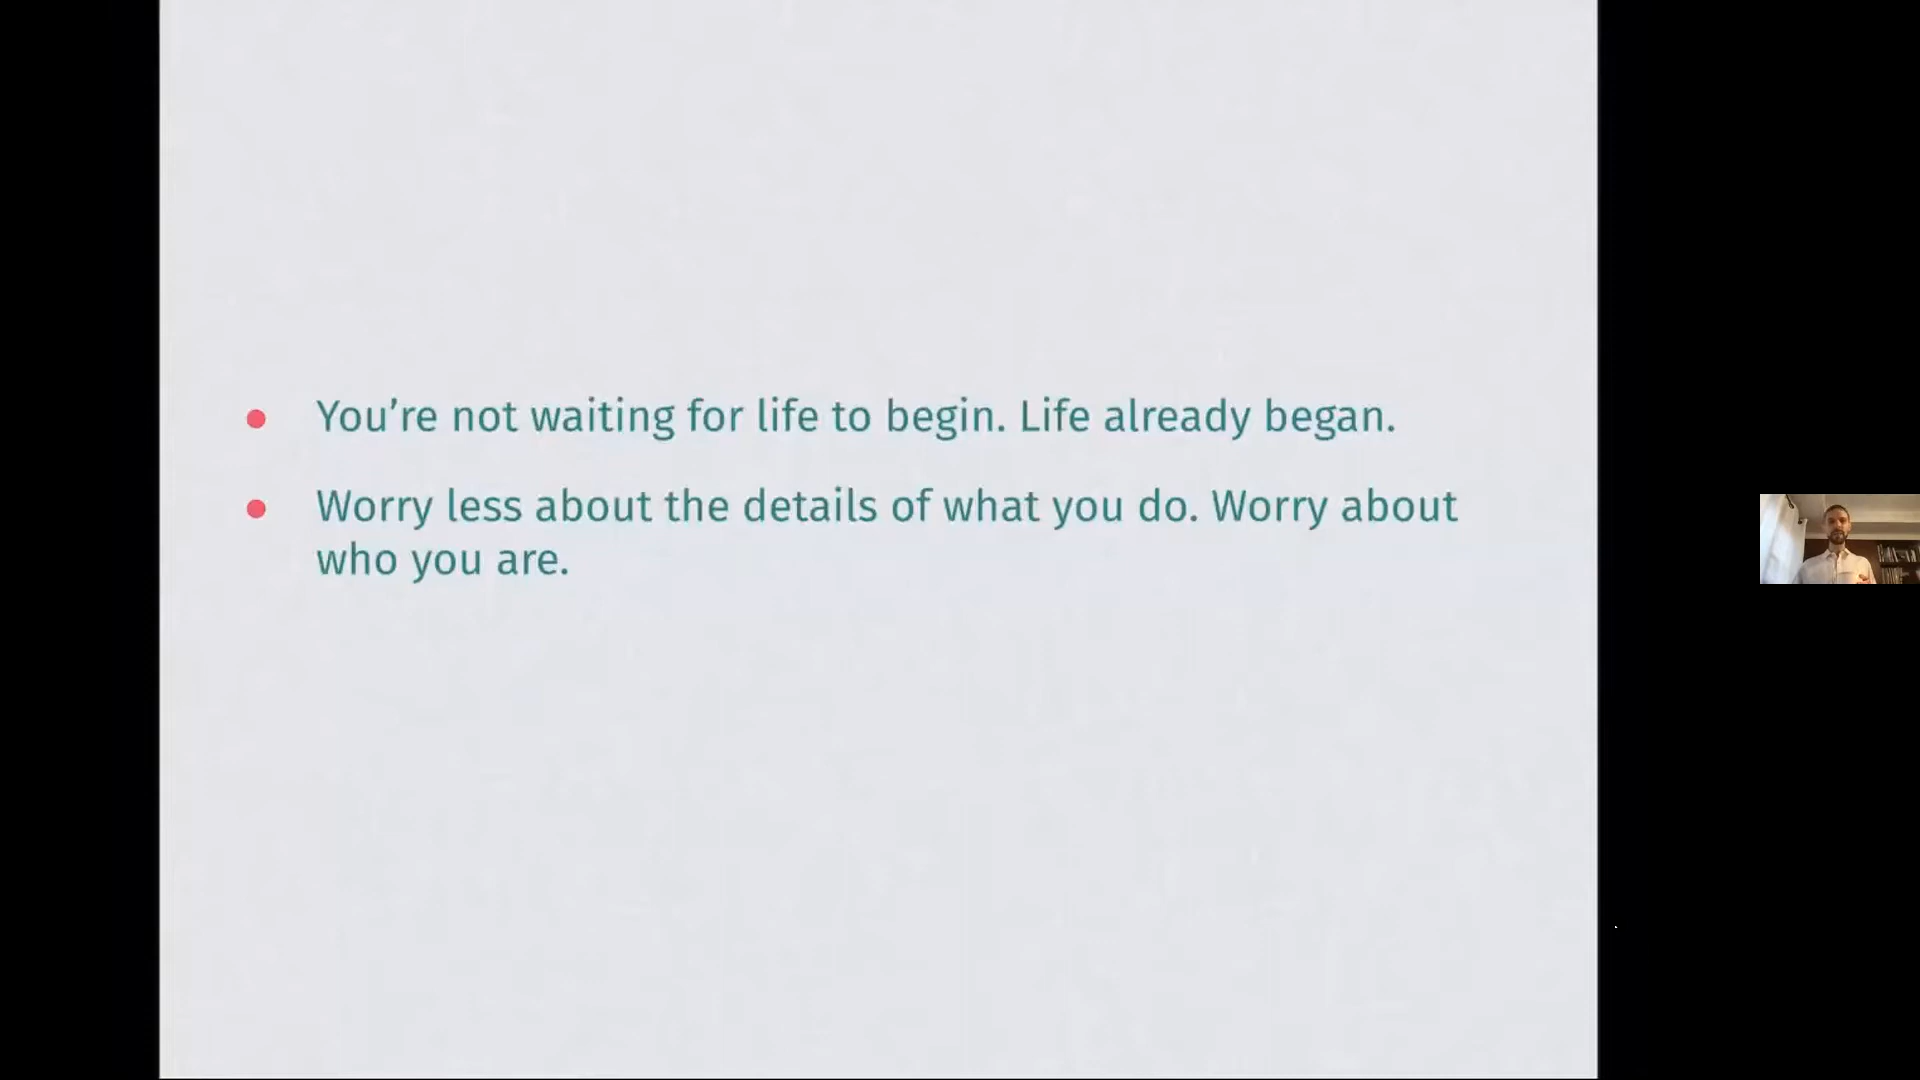 You’re not waiting for life to begin. Life already began.
Worry less about the details of what you do. Worry about
who you are.